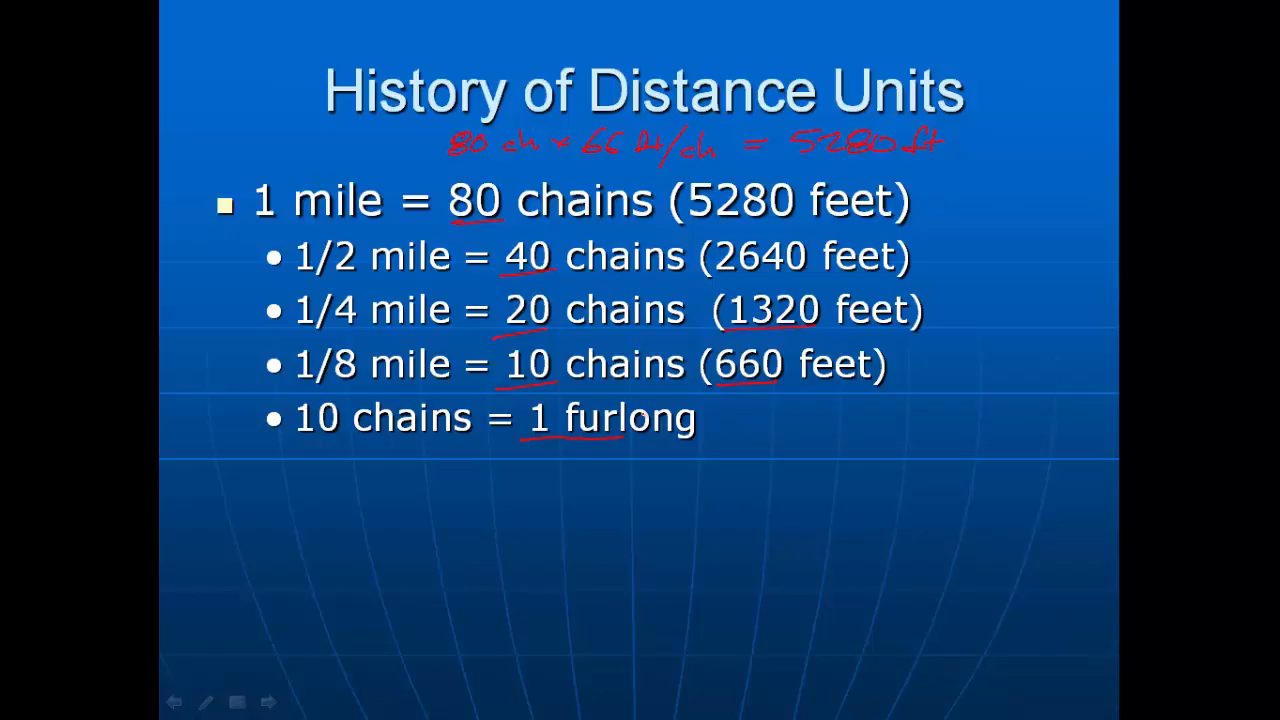 History of Distance Units
80 ch × 66 ft/ch = 5280 ft
1 mile = 80 chains (5280 feet)
1/2 mile = 40 chains (2640 feet)
1/4 mile = 20 chains (1320 feet)
1/8 mile = 10 chains (660 feet)
10 chains = 1 furlong